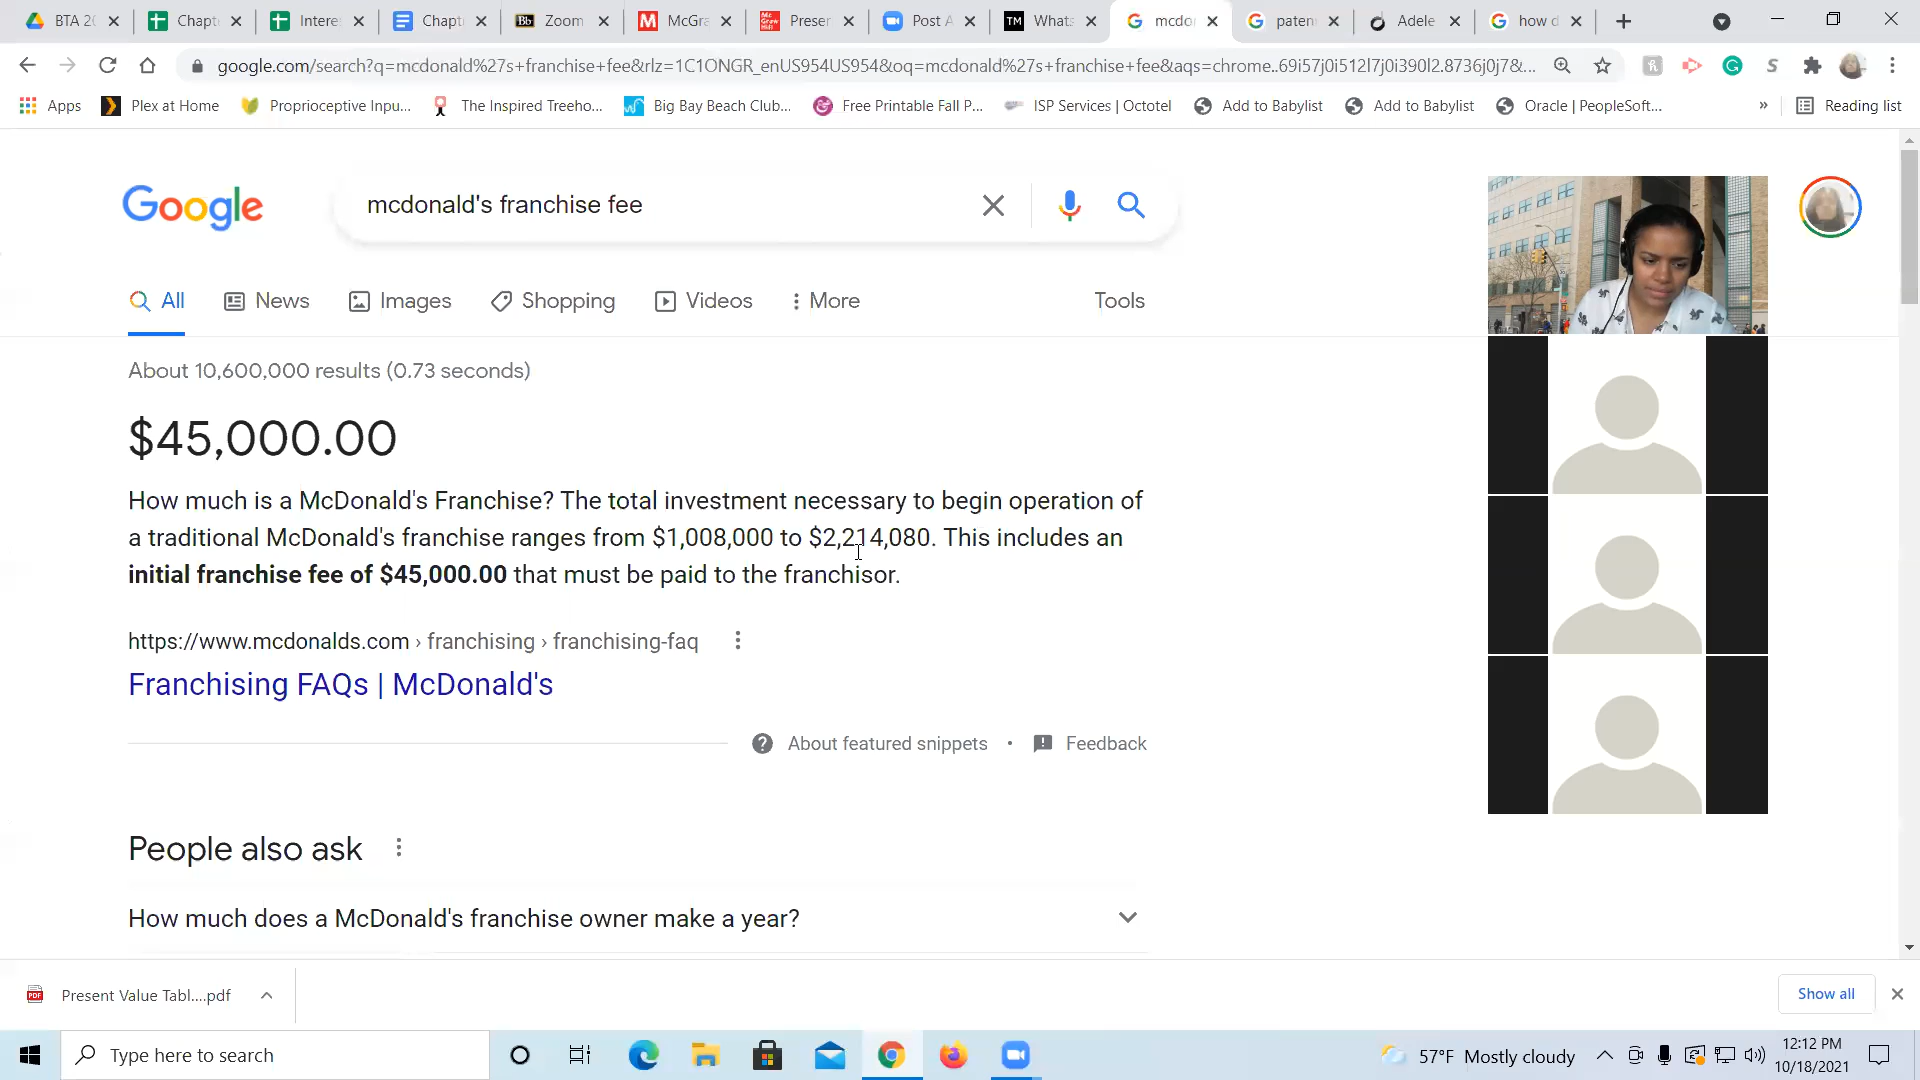 BTA 20
Chapt
Intere
Chapt
Bb Zoom
McGra
Mc Graw Hill Preser
Post A
TM Whats
mcdor
paten
Adele
how d
google.com/search?q=mcdonald%27s+franchise+fee&rlz=1C1ONGR_enUS954US954&oq=mcdonald%27s+franchise+fee&aqs=chrome..69i57j0i512l7j0i390l2.8736j0j7&...
Apps
Plex at Home
Proprioceptive Inpu...
The Inspired Treeho...
Big Bay Beach Club...
Free Printable Fall P...
ISP Services | Octotel
Add to Babylist
Add to Babylist
Oracle | PeopleSoft...
»
Reading list
Google
mcdonald's franchise fee
All
News
Images
Shopping
Videos
More
Tools
About 10,600,000 results (0.73 seconds)
$45,000.00
How much is a McDonald's Franchise? The total investment necessary to begin operation of
a traditional McDonald's franchise ranges from $1,008,000 to $2,214,080. This includes an
initial franchise fee of $45,000.00 that must be paid to the franchisor.
https://www.mcdonalds.com › franchising › franchising-faq
Franchising FAQs | McDonald's
About featured snippets • Feedback
People also ask
How much does a McDonald's franchise owner make a year?
PDF Present Value Tabl....pdf
Show all
Type here to search
57°F Mostly cloudy
12:12 PM
10/18/2021